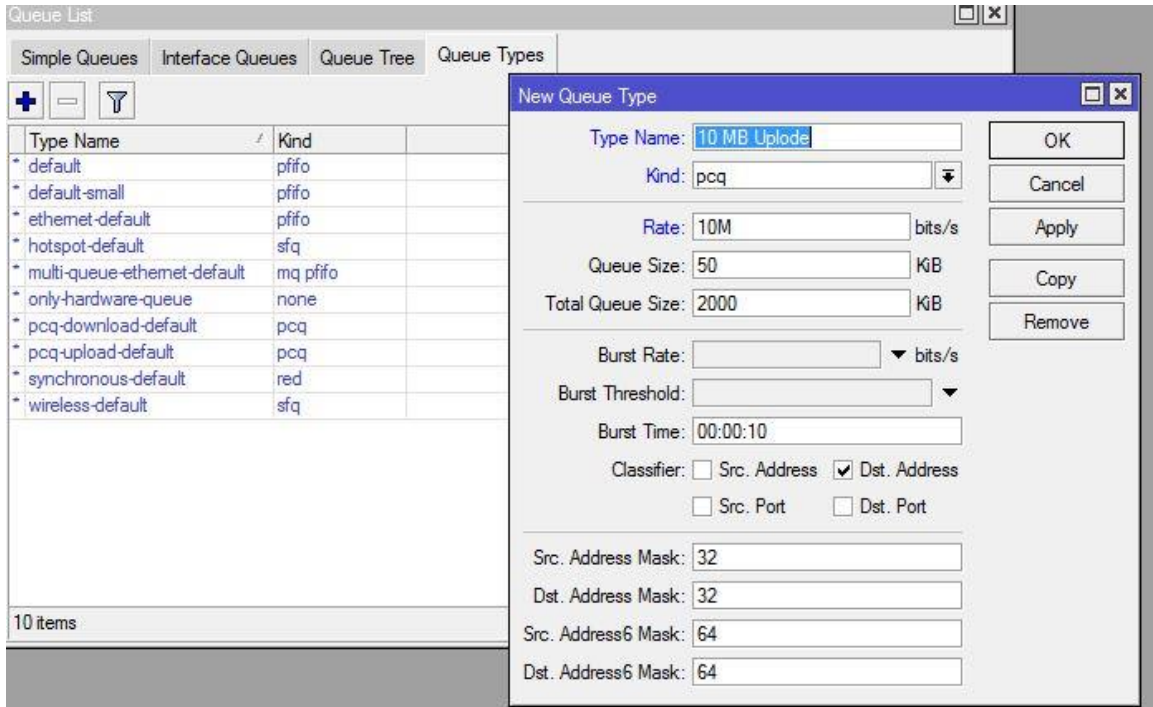 Queue List
Simple Queues Interface Queues Queue Tree Queue Types
Type Name Kind
* default pfifo
* default-small pfifo
* ethernet-default pfifo
* hotspot-default sfq
* multi-queue-ethernet-default mq pfifo
* only-hardware-queue none
* pcq-download-default pcq
* pcq-upload-default pcq
* synchronous-default red
* wireless-default sfq
10 items
New Queue Type
Type Name: 10 MB Uplode
Kind: pcq
Rate: 10M bits/s
Queue Size: 50 KiB
Total Queue Size: 2000 KiB
Burst Rate: bits/s
Burst Threshold:
Burst Time: 00:00:10
Classifier: Src. Address Dst. Address
Src. Port Dst. Port
Src. Address Mask: 32
Dst. Address Mask: 32
Src. Address6 Mask: 64
Dst. Address6 Mask: 64
OK
Cancel
Apply
Copy
Remove